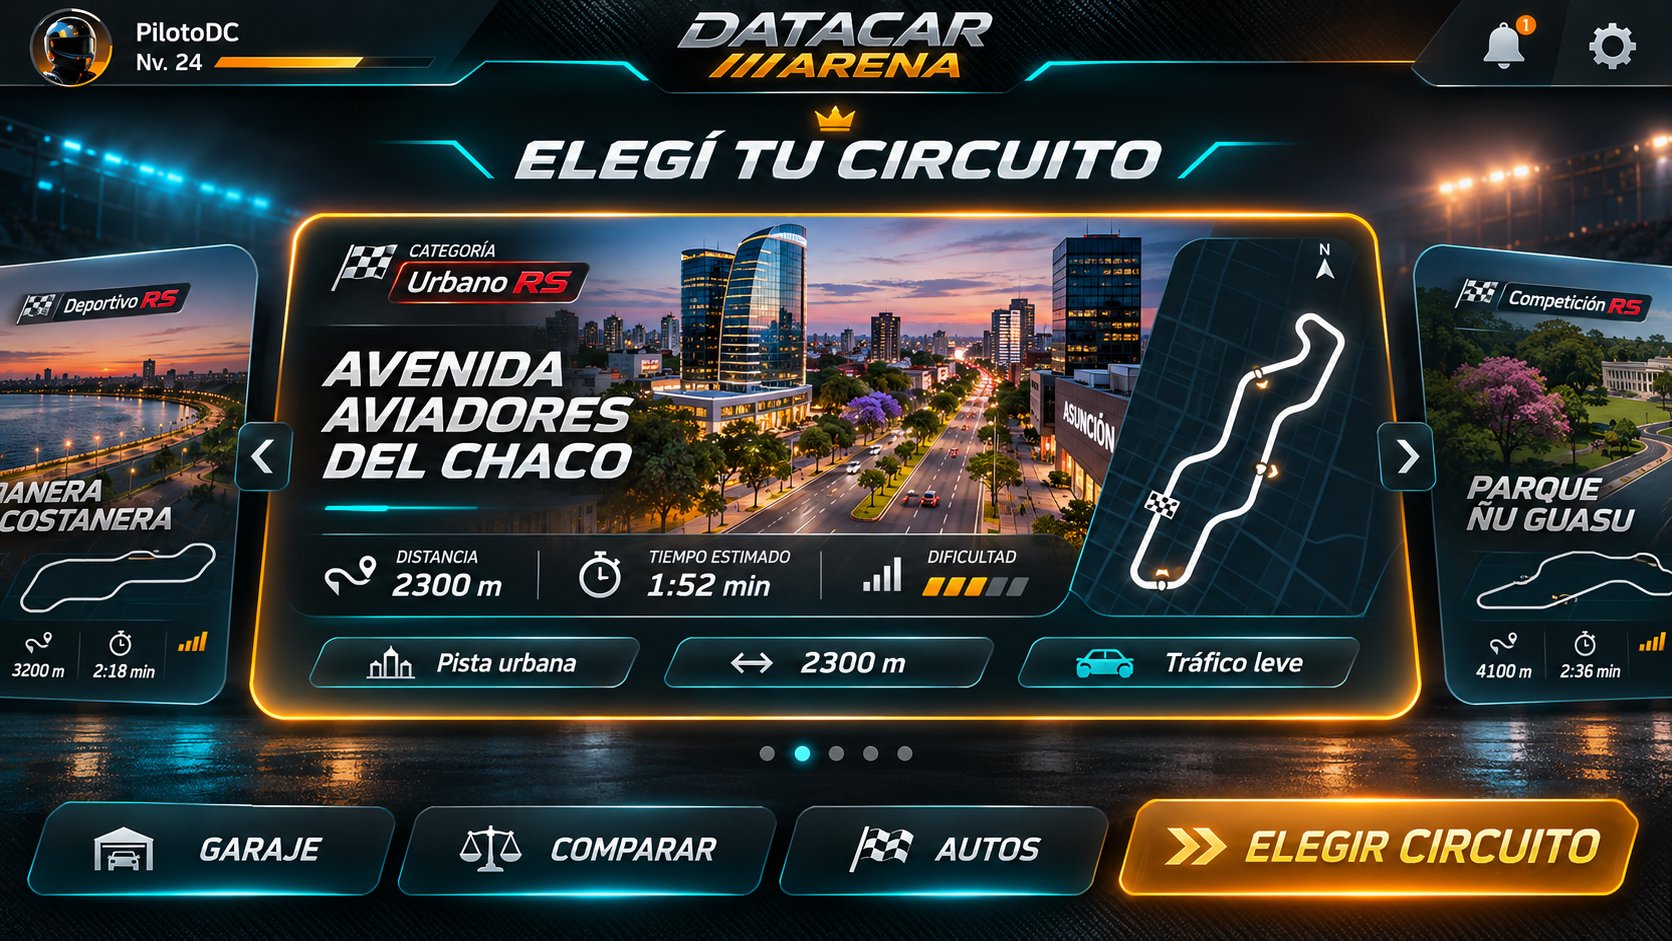 PilotoDC
Nv. 24
DATACAR
ARENA
1
ELEGÍ TU CIRCUITO
Deportivo RS
ANERA
COSTANERA
3200 m
2:18 min
CATEGORÍA
Urbano RS
AVENIDA
AVIADORES
DEL CHACO
ASUNCIÓN
N
DISTANCIA
2300 m
TIEMPO ESTIMADO
1:52 min
DIFICULTAD
Pista urbana
2300 m
Tráfico leve
Competición RS
PARQUE
ÑU GUASU
4100 m
2:36 min
GARAJE
COMPARAR
AUTOS
ELEGIR CIRCUITO